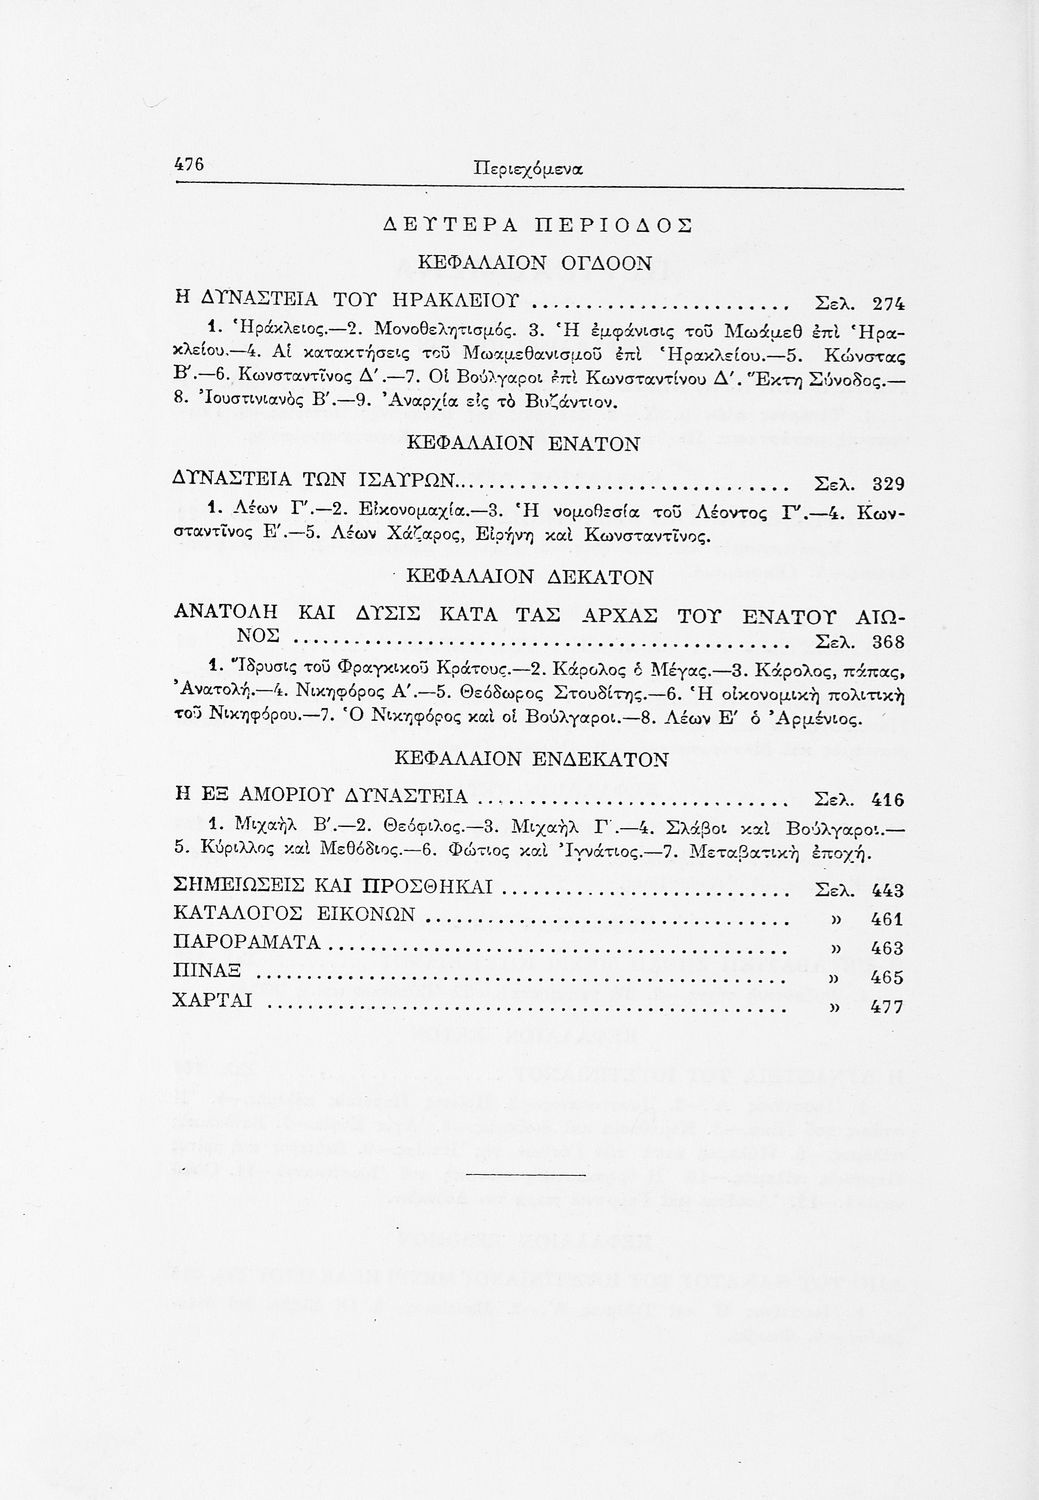 476
Περιεχόμενα
ΔΕΥΤΕΡΑ ΠΕΡΙΟΔΟΣ
ΚΕΦΑΛΑΙΟΝ ΟΓΔΟΟΝ
Η ΔΥΝΑΣΤΕΙΑ ΤΟΥ ΗΡΑΚΛΕΙΟΥ .......................... Σελ. 274
1. Ἡράκλειος.—2. Μονοθελητισμός. 3. Ἡ ἐμφάνισις τοῦ Μωάμεθ ἐπὶ Ἡρα-
κλείου.—4. Αἱ κατακτήσεις τοῦ Μωαμεθανισμοῦ ἐπὶ Ἡρακλείου.—5. Κώνστας
Β΄.—6. Κωνσταντῖνος Δ΄.—7. Οἱ Βούλγαροι ἐπὶ Κωνσταντίνου Δ΄. Ἕκτη Σύνοδος.—
8. Ἰουστινιανὸς Β΄.—9. Ἀναρχία εἰς τὸ Βυζάντιον.
ΚΕΦΑΛΑΙΟΝ ΕΝΑΤΟΝ
ΔΥΝΑΣΤΕΙΑ ΤΩΝ ΙΣΑΥΡΩΝ.............................. Σελ. 329
1. Λέων Γ΄.—2. Εἰκονομαχία.—3. Ἡ νομοθεσία τοῦ Λέοντος Γ΄.—4. Κων-
σταντῖνος Ε΄.—5. Λέων Χάζαρος, Εἰρήνη καὶ Κωνσταντῖνος.
ΚΕΦΑΛΑΙΟΝ ΔΕΚΑΤΟΝ
ΑΝΑΤΟΛΗ ΚΑΙ ΔΥΣΙΣ ΚΑΤΑ ΤΑΣ ΑΡΧΑΣ ΤΟΥ ΕΝΑΤΟΥ ΑΙΩ-
ΝΟΣ ............................................. Σελ. 368
1. Ἵδρυσις τοῦ Φραγκικοῦ Κράτους.—2. Κάρολος ὁ Μέγας.—3. Κάρολος, πάπας,
Ἀνατολή.—4. Νικηφόρος Α΄.—5. Θεόδωρος Στουδίτης.—6. Ἡ οἰκονομικὴ πολιτικὴ
τοῦ Νικηφόρου.—7. Ὁ Νικηφόρος καὶ οἱ Βούλγαροι.—8. Λέων Ε΄ ὁ Ἀρμένιος.
ΚΕΦΑΛΑΙΟΝ ΕΝΔΕΚΑΤΟΝ
Η ΕΞ ΑΜΟΡΙΟΥ ΔΥΝΑΣΤΕΙΑ .............................. Σελ. 416
1. Μιχαὴλ Β΄.—2. Θεόφιλος.—3. Μιχαὴλ Γ΄.—4. Σλάβοι καὶ Βούλγαροι.—
5. Κύριλλος καὶ Μεθόδιος.—6. Φώτιος καὶ Ἰγνάτιος.—7. Μεταβατικὴ ἐποχή.
ΣΗΜΕΙΩΣΕΙΣ ΚΑΙ ΠΡΟΣΘΗΚΑΙ ............................ Σελ. 443
ΚΑΤΑΛΟΓΟΣ ΕΙΚΟΝΩΝ ................................... » 461
ΠΑΡΟΡΑΜΑΤΑ ............................................ » 463
ΠΙΝΑΞ .................................................... » 465
ΧΑΡΤΑΙ ................................................... » 477